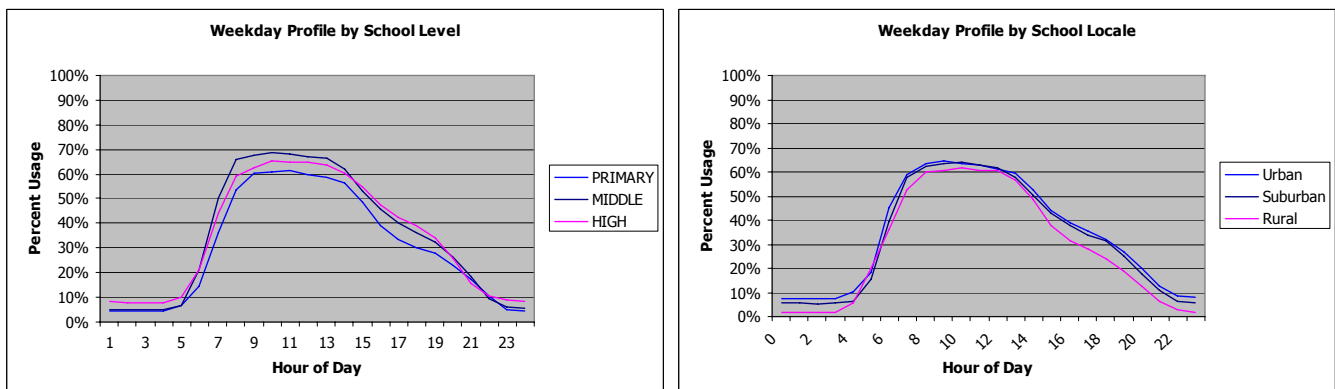 Weekday Profile by School Level
100%
90%
80%
70%
60%
50%
40%
30%
20%
10%
0%
Percent Usage
1 3 5 7 9 11 13 15 17 19 21 23
Hour of Day
PRIMARY
MIDDLE
HIGH
Weekday Profile by School Locale
100%
90%
80%
70%
60%
50%
40%
30%
20%
10%
0%
Percent Usage
0 2 4 6 8 10 12 14 16 18 20 22
Hour of Day
Urban
Suburban
Rural